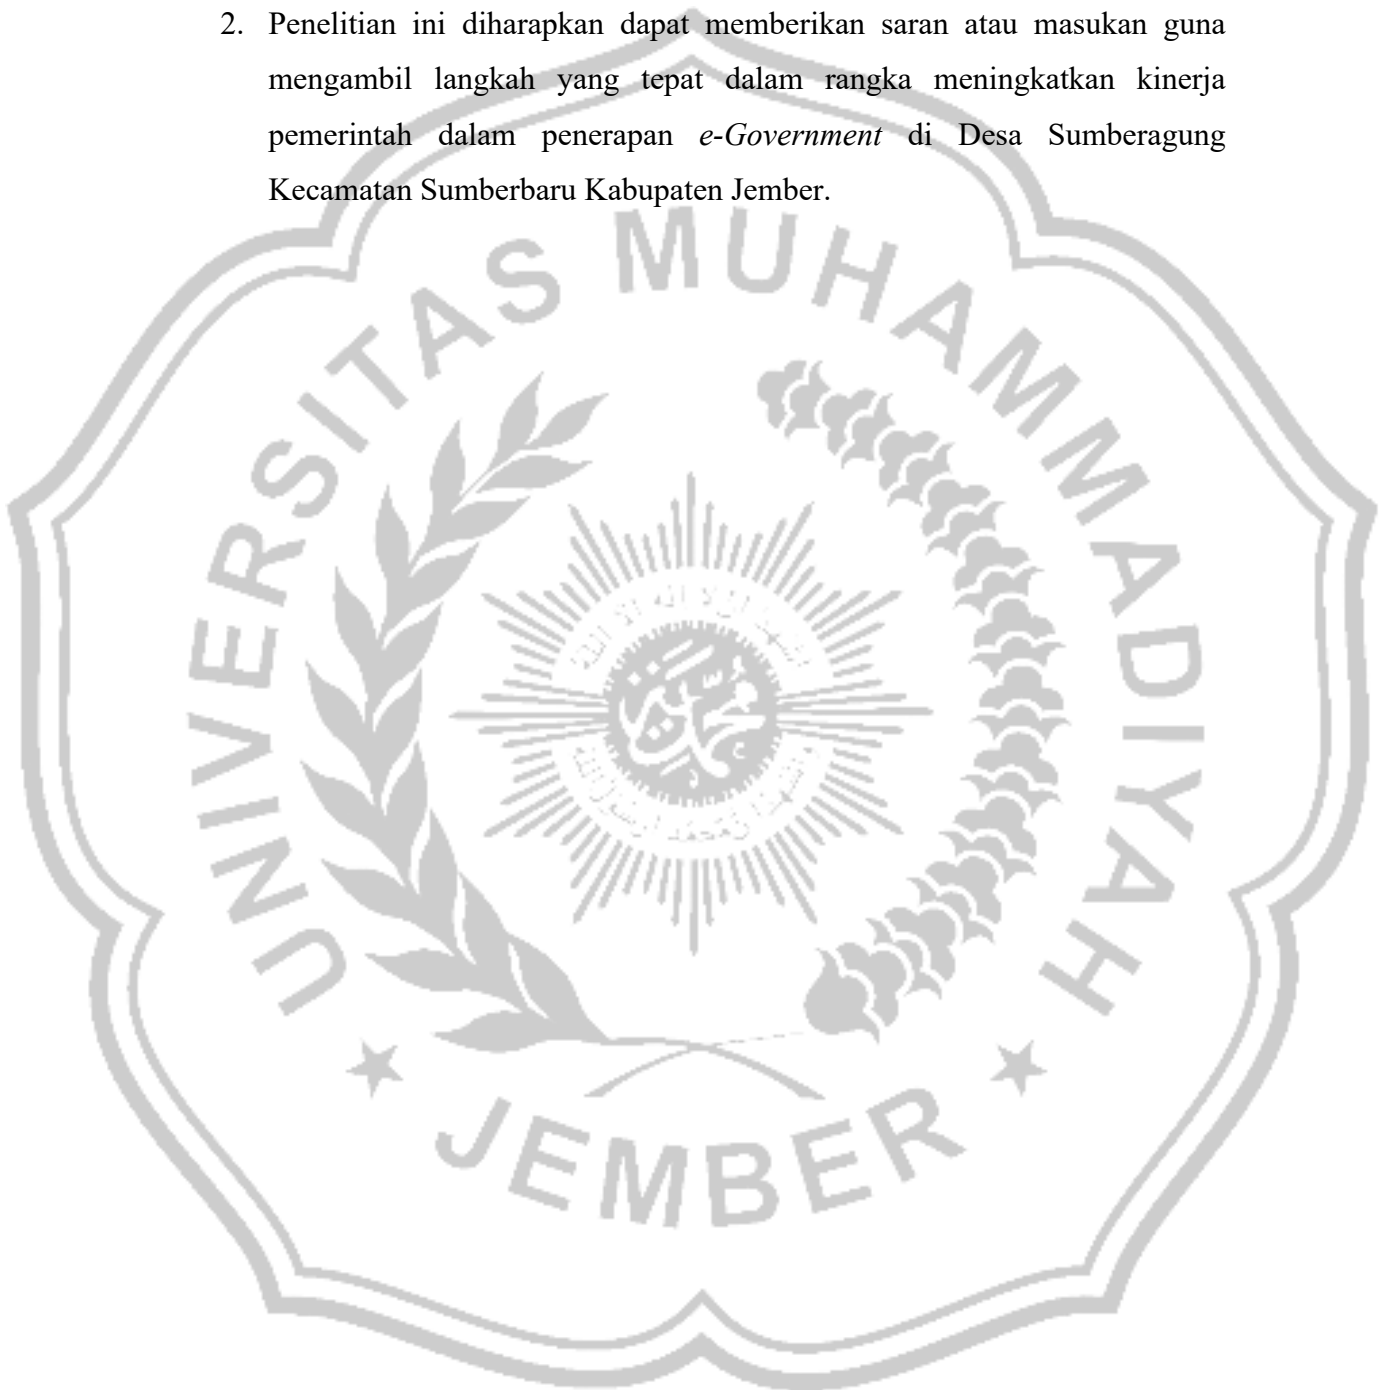 2. Penelitian ini diharapkan dapat memberikan saran atau masukan guna
mengambil langkah yang tepat dalam rangka meningkatkan kinerja
pemerintah dalam penerapan e-Government di Desa Sumberagung
Kecamatan Sumberbaru Kabupaten Jember.
UNIVERSITAS MUHAMMADIYAH
JEMBER